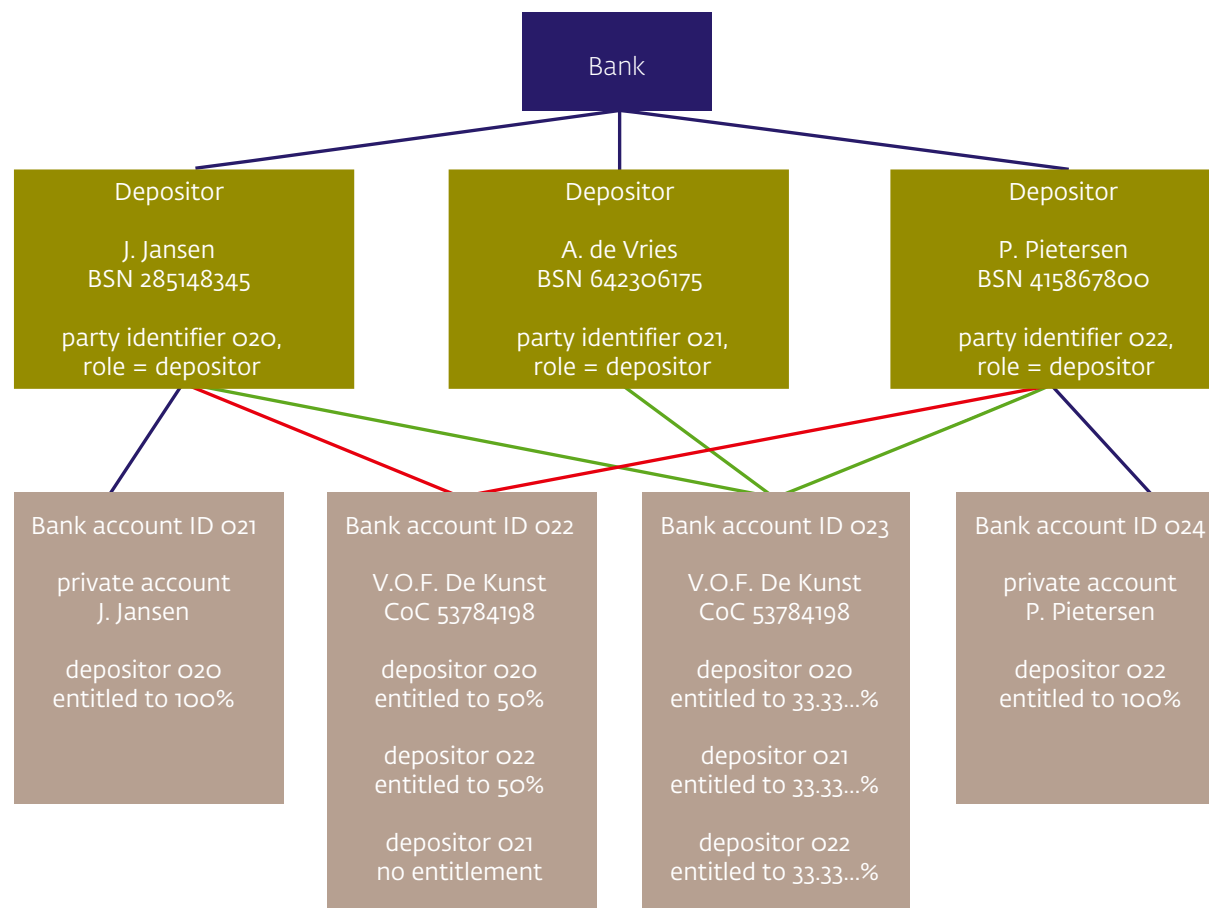 Bank
Depositor
J. Jansen
BSN 285148345
party identifier 020,
role = depositor
Depositor
A. de Vries
BSN 642306175
party identifier 021,
role = depositor
Depositor
P. Pietersen
BSN 415867800
party identifier 022,
role = depositor
Bank account ID 021
private account
J. Jansen
depositor 020
entitled to 100%
Bank account ID 022
V.O.F. De Kunst
CoC 53784198
depositor 020
entitled to 50%
depositor 022
entitled to 50%
depositor 021
no entitlement
Bank account ID 023
V.O.F. De Kunst
CoC 53784198
depositor 020
entitled to 33.33...%
depositor 021
entitled to 33.33...%
depositor 022
entitled to 33.33...%
Bank account ID 024
private account
P. Pietersen
depositor 022
entitled to 100%